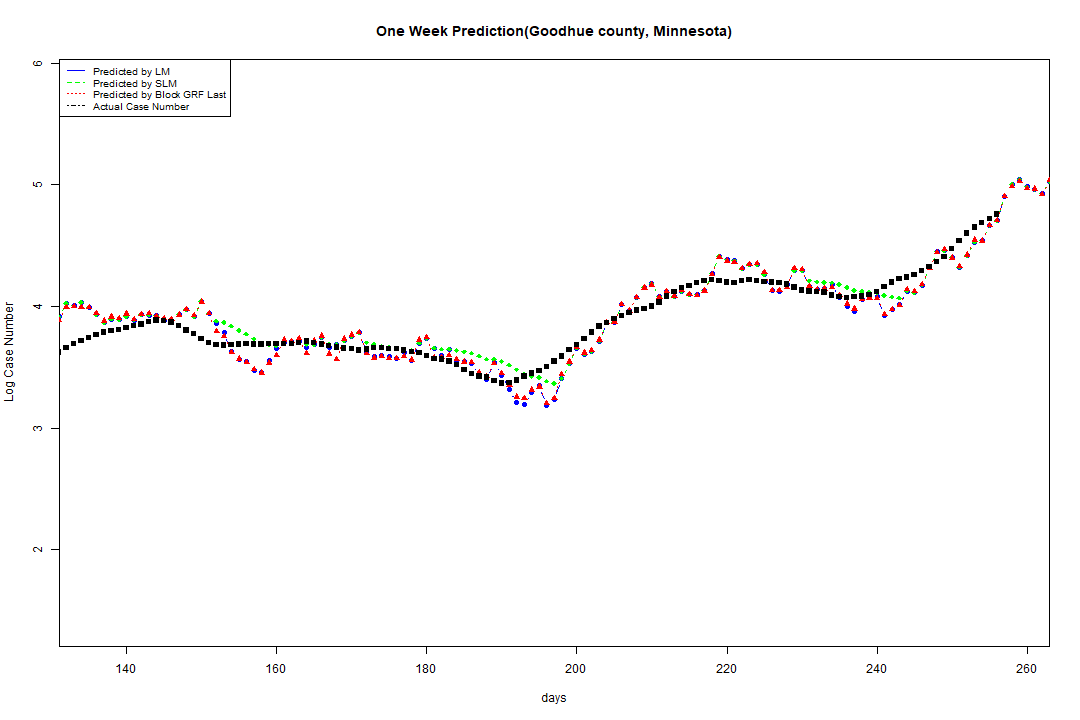 One Week Prediction(Goodhue county, Minnesota)
Predicted by LM
Predicted by SLM
Predicted by Block GRF Last
Actual Case Number
6
5
4
3
2
Log Case Number
140 160 180 200 220 240 260
days